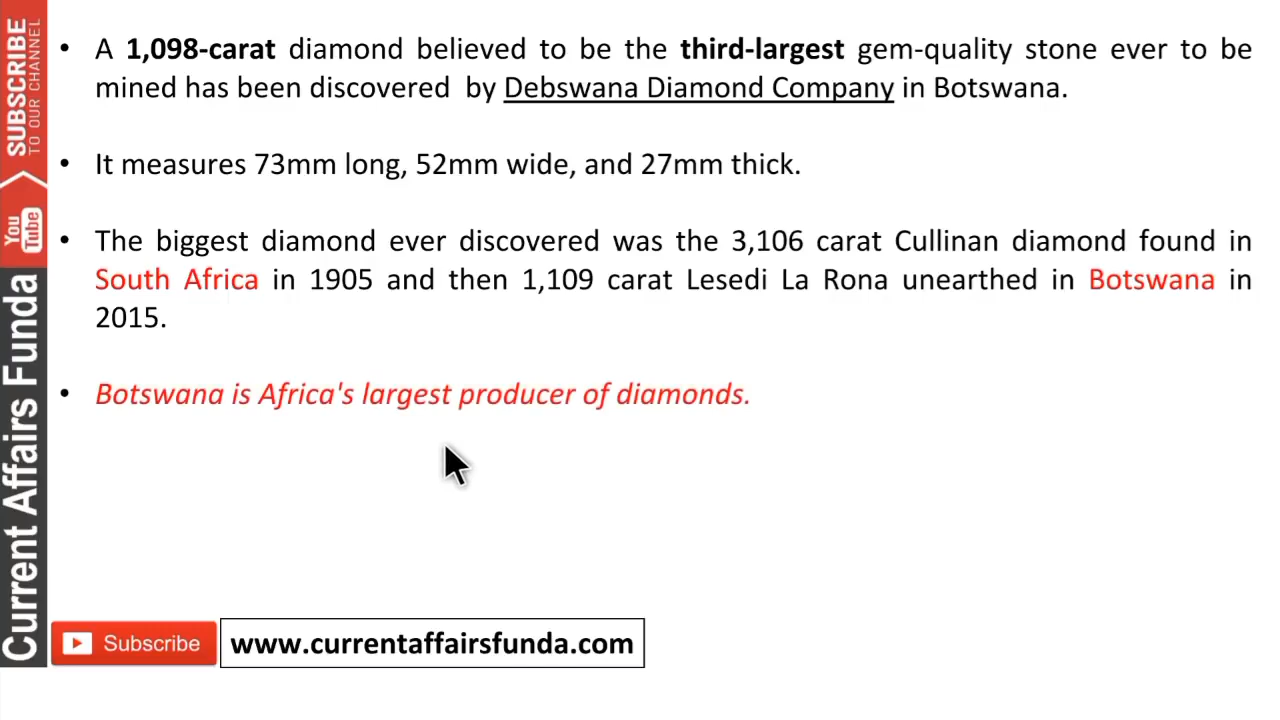 • A 1,098-carat diamond believed to be the third-largest gem-quality stone ever to be
mined has been discovered by Debswana Diamond Company in Botswana.
• It measures 73mm long, 52mm wide, and 27mm thick.
• The biggest diamond ever discovered was the 3,106 carat Cullinan diamond found in
South Africa in 1905 and then 1,109 carat Lesedi La Rona unearthed in Botswana in
2015.
• Botswana is Africa's largest producer of diamonds.
SUBSCRIBE
TO OUR CHANNEL
You
Tube
Current Affairs Funda
Subscribe
www.currentaffairsfunda.com